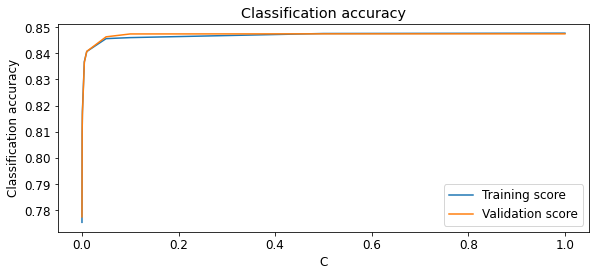 Classification accuracy
0.85
0.84
0.83
0.82
0.81
0.80
0.79
0.78
Classification accuracy
0.0 0.2 0.4 0.6 0.8 1.0
C
Training score
Validation score